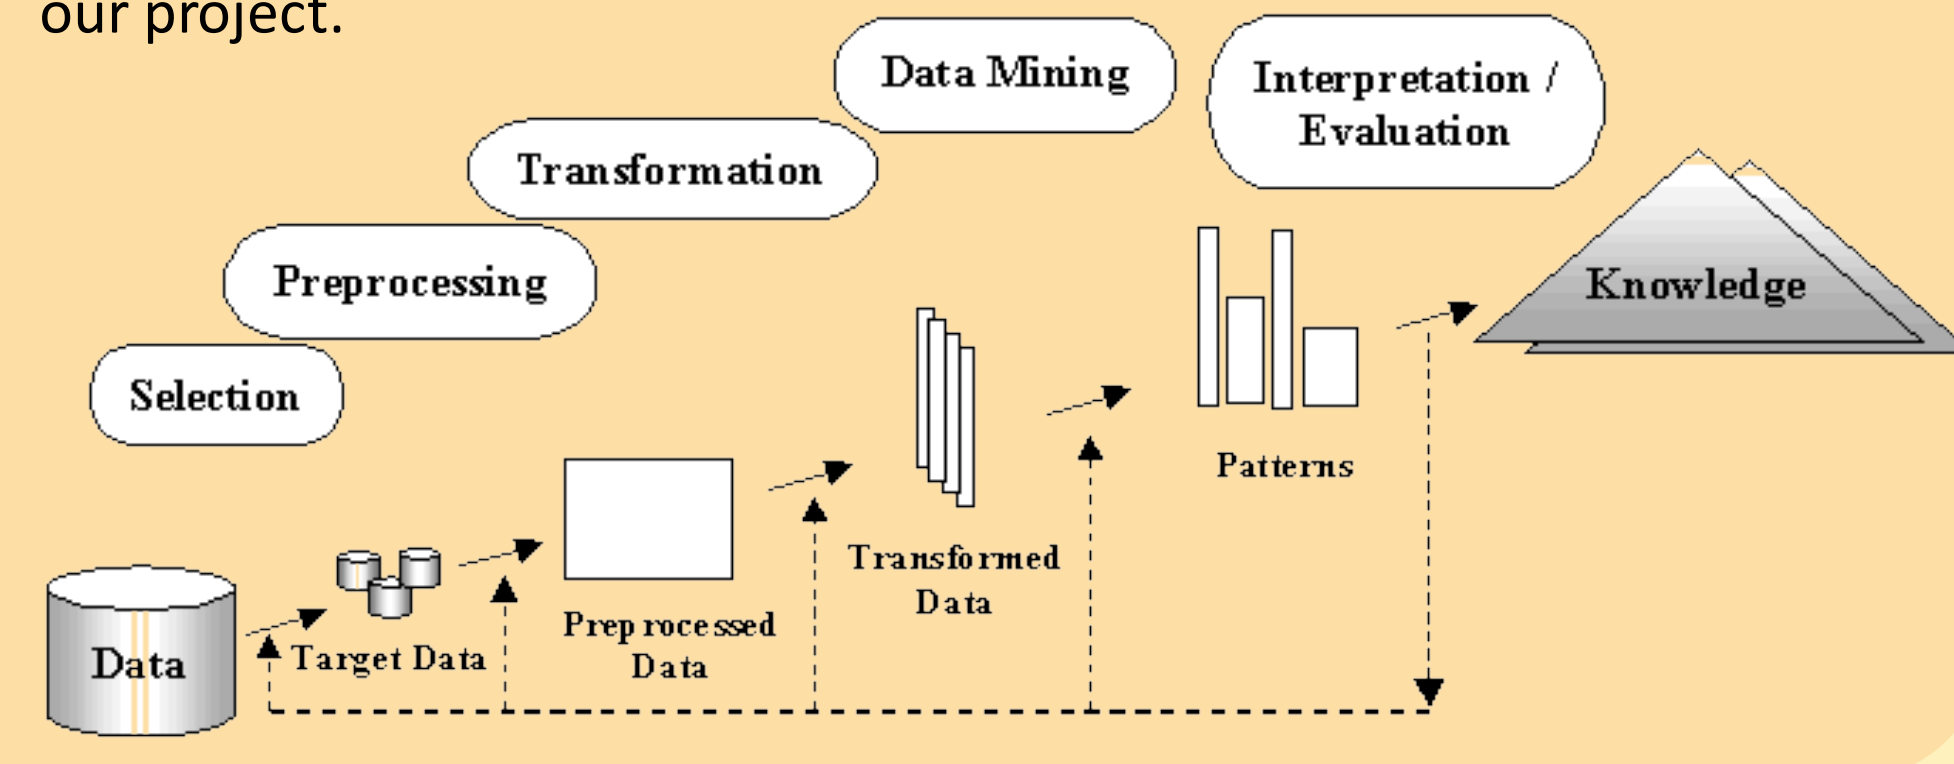 our project.
Data Mining
Interpretation /
Evaluation
Transformation
Preprocessing
Selection
Knowledge
Patterns
Transformed
Data
Preprocessed
Data
Target Data
Data